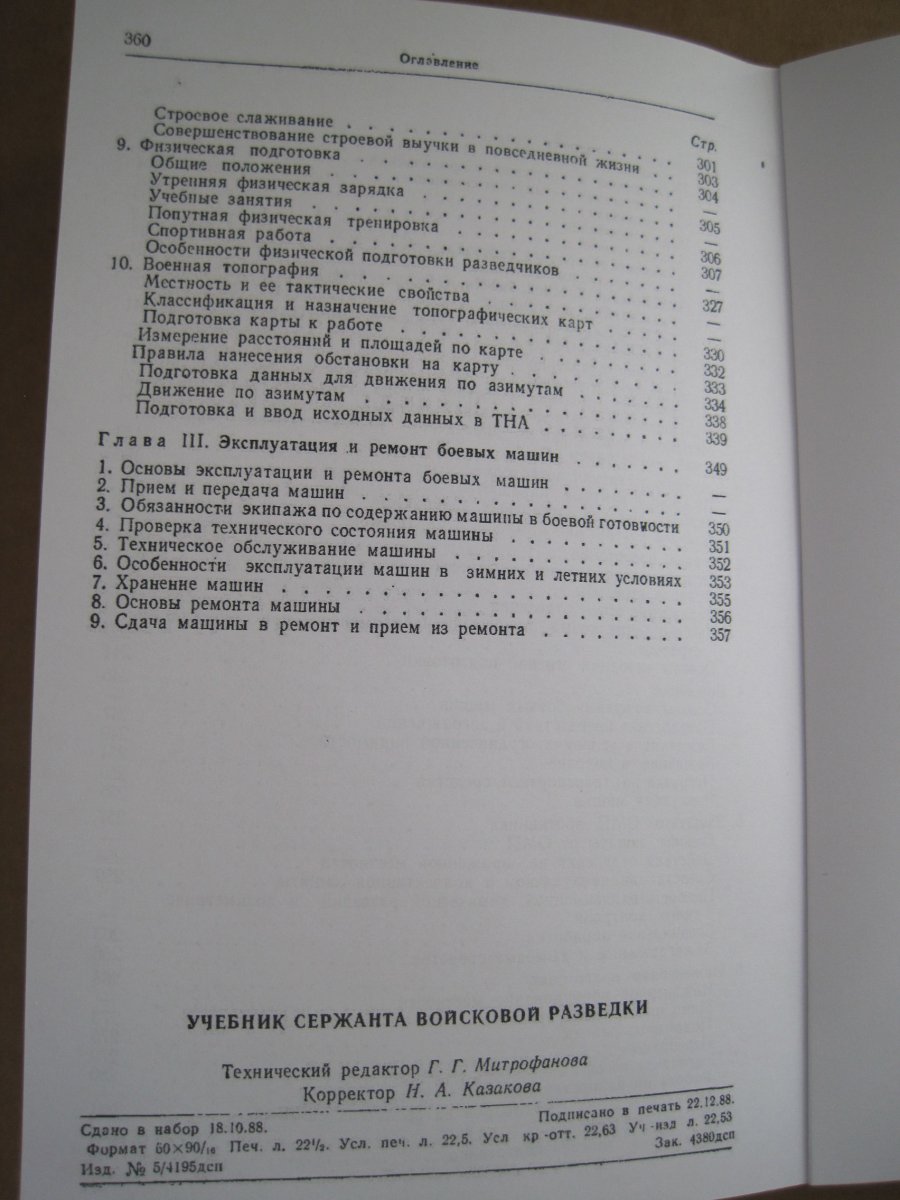 360
Оглавление
Стр.
Строевое слаживание . . . . . . . . . . . . . . . . . . 301
Совершенствование строевой выучки в повседневной жизни . . 303
9. Физическая подготовка . . . . . . . . . . . . . . . . . 304
Общие положения . . . . . . . . . . . . . . . . . . . —
Утренняя физическая зарядка . . . . . . . . . . . . . . 305
Учебные занятия . . . . . . . . . . . . . . . . . . . —
Попутная физическая тренировка . . . . . . . . . . . . . 306
Спортивная работа . . . . . . . . . . . . . . . . . . 307
Особенности физической подготовки разведчиков . . . . . . —
10. Военная топография . . . . . . . . . . . . . . . . . . 327
Местность и ее тактические свойства . . . . . . . . . . . —
Классификация и назначение топографических карт . . . . . —
Подготовка карты к работе . . . . . . . . . . . . . . . 330
Измерение расстояний и площадей по карте . . . . . . . . 332
Правила нанесения обстановки на карту . . . . . . . . . . 333
Подготовка данных для движения по азимутам . . . . . . . 334
Движение по азимутам . . . . . . . . . . . . . . . . . 338
Подготовка и ввод исходных данных в ТНА . . . . . . . . 339
Глава III. Эксплуатация и ремонт боевых машин . . . . . . . 349
1. Основы эксплуатации и ремонта боевых машин . . . . . . . —
2. Прием и передача машин . . . . . . . . . . . . . . . . —
3. Обязанности экипажа по содержанию машины в боевой готовности 350
4. Проверка технического состояния машины . . . . . . . . . 351
5. Техническое обслуживание машины . . . . . . . . . . . . 352
6. Особенности эксплуатации машин в зимних и летних условиях 353
7. Хранение машин . . . . . . . . . . . . . . . . . . . . 355
8. Основы ремонта машины . . . . . . . . . . . . . . . . 356
9. Сдача машины в ремонт и прием из ремонта . . . . . . . . 357
УЧЕБНИК СЕРЖАНТА ВОЙСКОВОЙ РАЗВЕДКИ
Технический редактор Г. Г. Митрофанова
Корректор Н. А. Казакова
Сдано в набор 18.10.88. Подписано в печать 22.12.88.
Формат 60×90/16 Печ. л. 22½. Усл. печ. л. 22,5. Усл кр-отт. 22,63 Уч-изд л. 22,53
Изд. № 5/4195дсп Зак. 4380дсп